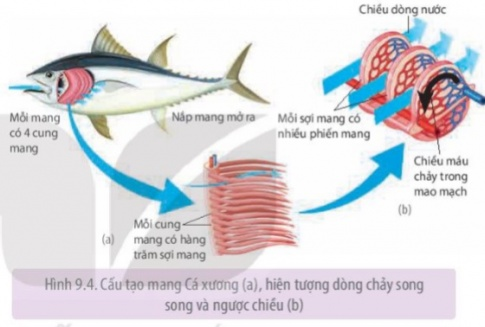 Chiều dòng nước
Mỗi mang
có 4 cung
mang
Nắp mang mở ra
Mỗi sợi mang có
nhiều phiến mang
Chiều máu
chảy trong
mao mạch
(b)
Mỗi cung
mang có hàng
trăm sợi mang
(a)
Hình 9.4. Cấu tạo mang Cá xương (a), hiện tượng dòng chảy song
song và ngược chiều (b)